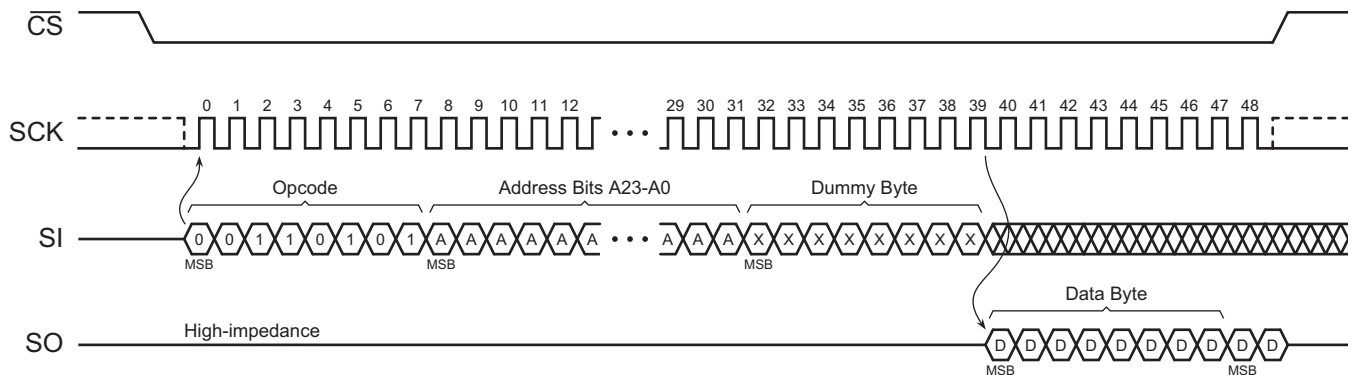 CS
SCK
0 1 2 3 4 5 6 7 8 9 10 11 12 29 30 31 32 33 34 35 36 37 38 39 40 41 42 43 44 45 46 47 48
Opcode Address Bits A23-A0 Dummy Byte
SI
0 0 1 1 0 1 0 1 A A A A A A A A A X X X X X X X X
MSB MSB MSB
Data Byte
SO
High-impedance
D D D D D D D D D D
MSB MSB